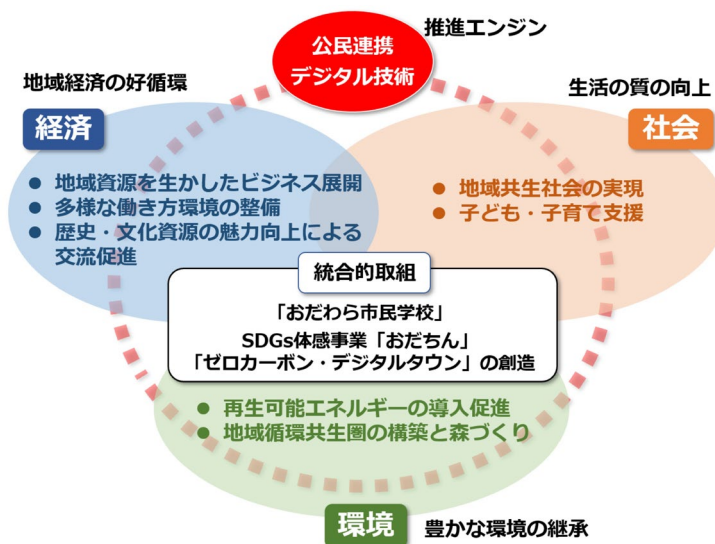 公民連携
デジタル技術
推進エンジン
地域経済の好循環
経済
生活の質の向上
社会
● 地域資源を生かしたビジネス展開
● 多様な働き方環境の整備
● 歴史・文化資源の魅力向上による
交流促進
● 地域共生社会の実現
● 子ども・子育て支援
統合的取組
「おだわら市民学校」
SDGs体感事業「おだちん」
「ゼロカーボン・デジタルタウン」の創造
● 再生可能エネルギーの導入促進
● 地域循環共生圏の構築と森づくり
環境
豊かな環境の継承